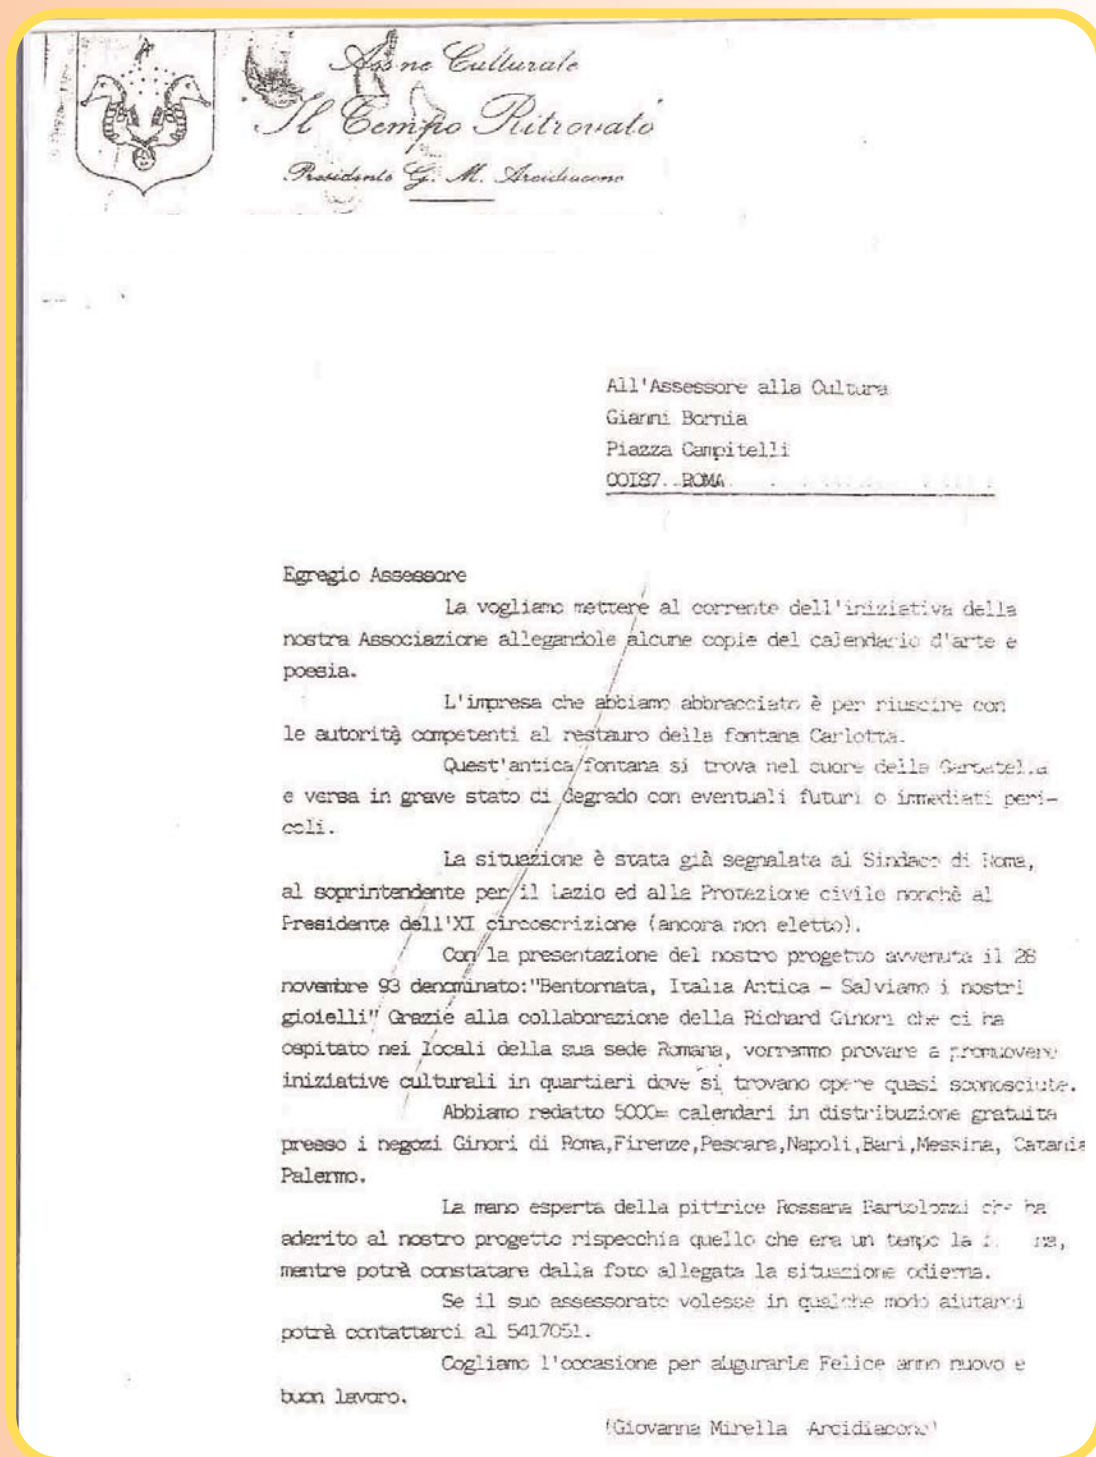 Ass.ne Culturale
Il Tempo Ritrovato
Presidente G. M. Arcidiacono
All'Assessore alla Cultura
Gianni Borgna
Piazza Campitelli
00I87 ROMA
Egregio Assessore
La vogliamo mettere al corrente dell'iniziativa della
nostra Associazione allegandole alcune copie del calendario d'arte e
poesia.
L'impresa che abbiamo abbracciato è per riuscire con
le autorità competenti al restauro della fontana Carlotta.
Quest'antica fontana si trova nel cuore della Garbatella
e versa in grave stato di degrado con eventuali futuri o immediati peri-
coli.
La situazione è stata già segnalata al Sindaco di Roma,
al soprintendente per il Lazio ed alla Protezione civile nonchè al
Presidente dell'XI circoscrizione (ancora non eletto).
Con la presentazione del nostro progetto avvenuta il 28
novembre 93 denominato:"Bentornata, Italia Antica - Salviamo i nostri
gioielli" Grazie alla collaborazione della Richard Ginori che ci ha
ospitato nei locali della sua sede Romana, vorremmo provare a promuovere
iniziative culturali in quartieri dove si trovano opere quasi sconosciute.
Abbiamo redatto 5000= calendari in distribuzione gratuita
presso i negozi Ginori di Roma,Firenze,Pescara,Napoli,Bari,Messina, Catania
Palermo.
La mano esperta della pittrice Rossana Bartolozzi che ha
aderito al nostro progetto rispecchia quello che era un tempo la
mentre potrà constatare dalla foto allegata la situazione odierna.
Se il suo assessorato volesse in qualche modo aiutarci
potrà contattarci al 5417051.
Cogliamo l'occasione per augurarLe Felice anno nuovo e
buon lavoro.
(Giovanna Mirella Arcidiacono)